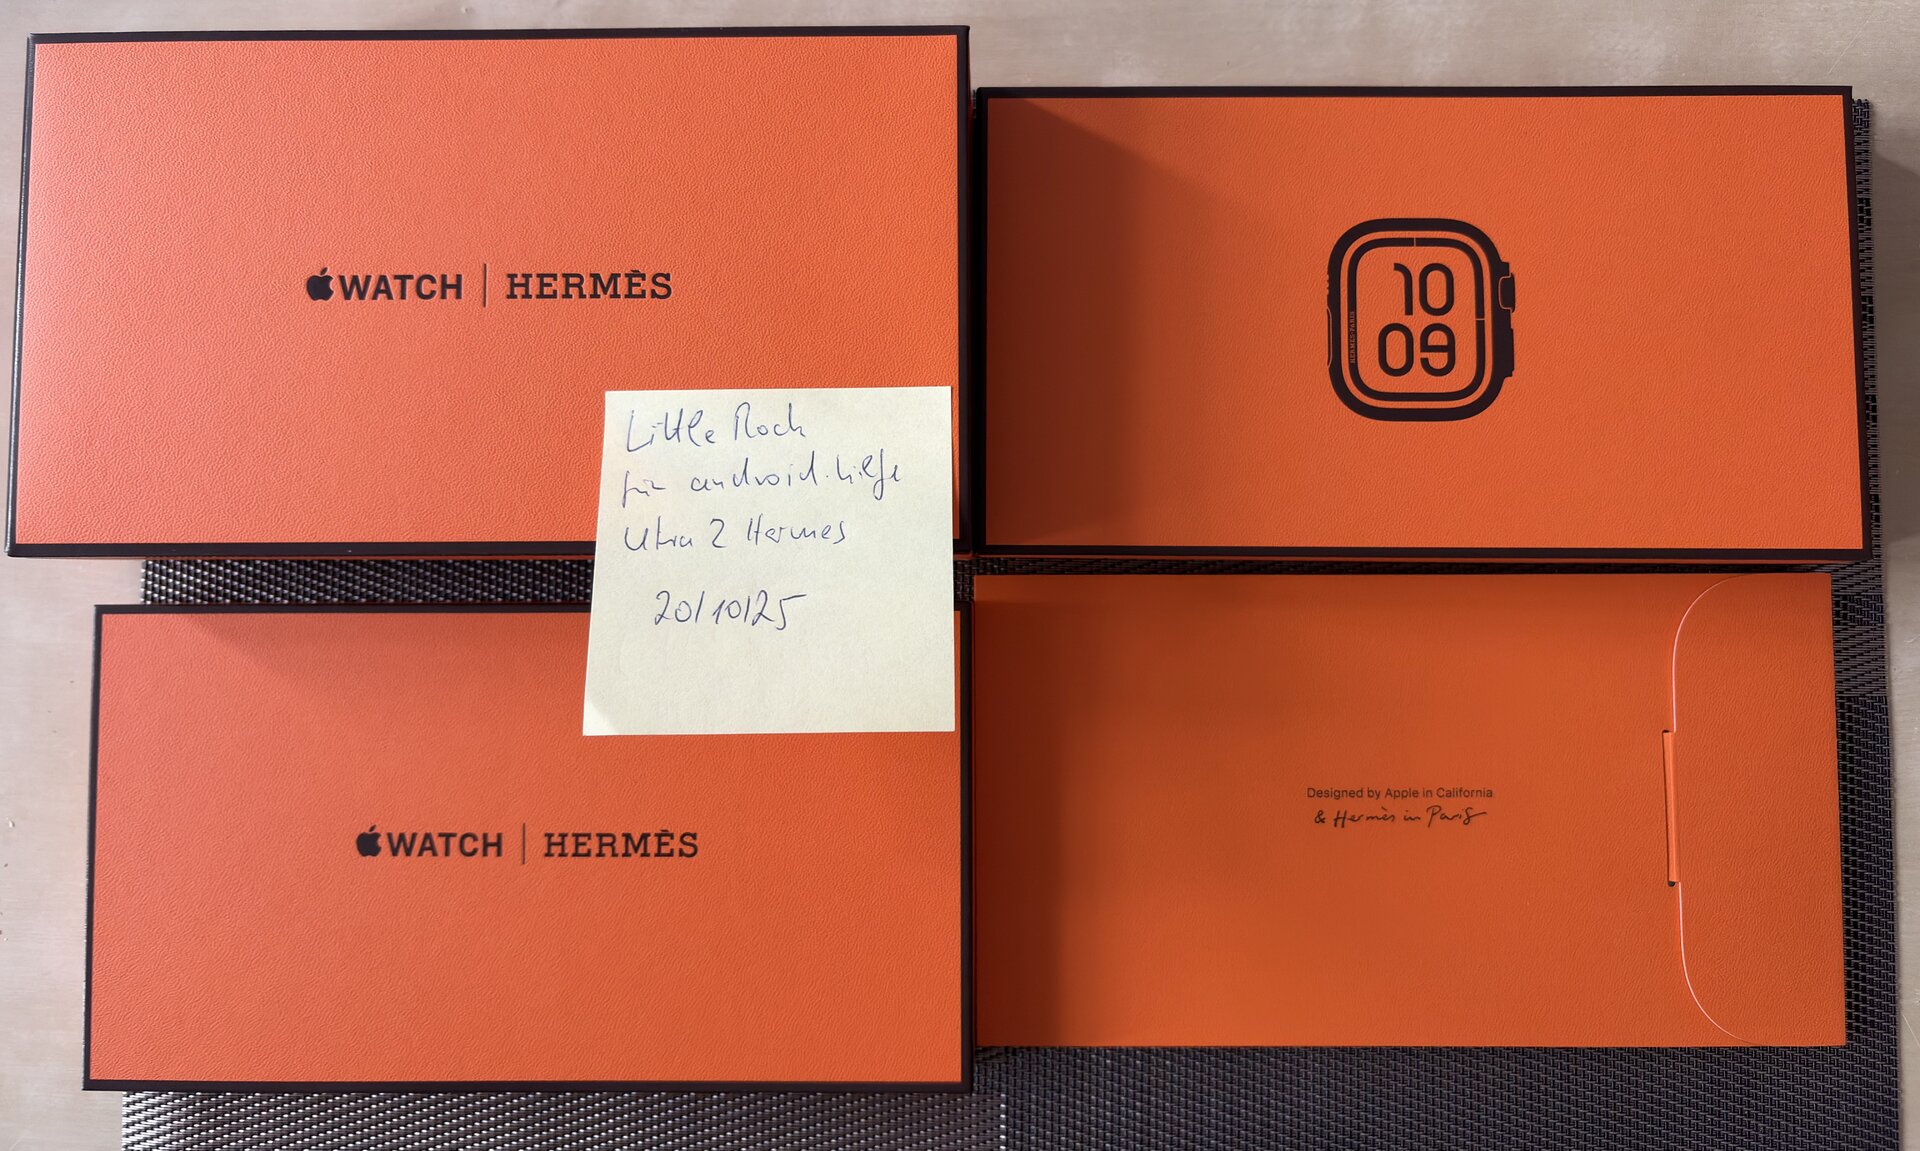 WATCH | HERMÈS
10
09
HERMÈS-PARIS
Little Rock
für android-hilfe
Ultra 2 Hermes
20/10/25
WATCH | HERMÈS
Designed by Apple in California
& Hermès in Paris